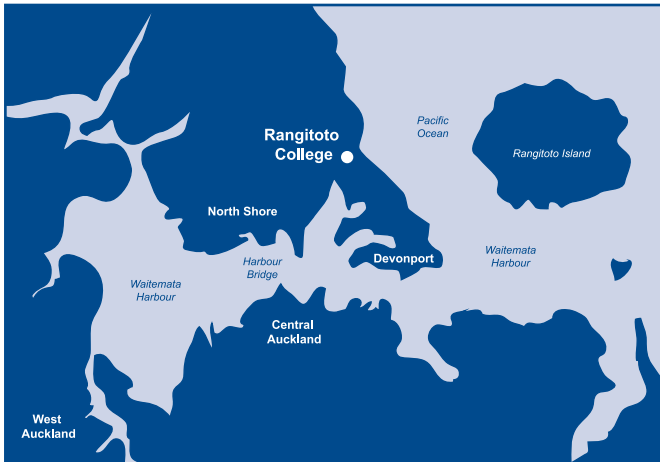 Pacific
Ocean
Rangitoto
College
Rangitoto Island
North Shore
Harbour
Bridge
Devonport
Waitemata
Harbour
Waitemata
Harbour
Central
Auckland
West
Auckland